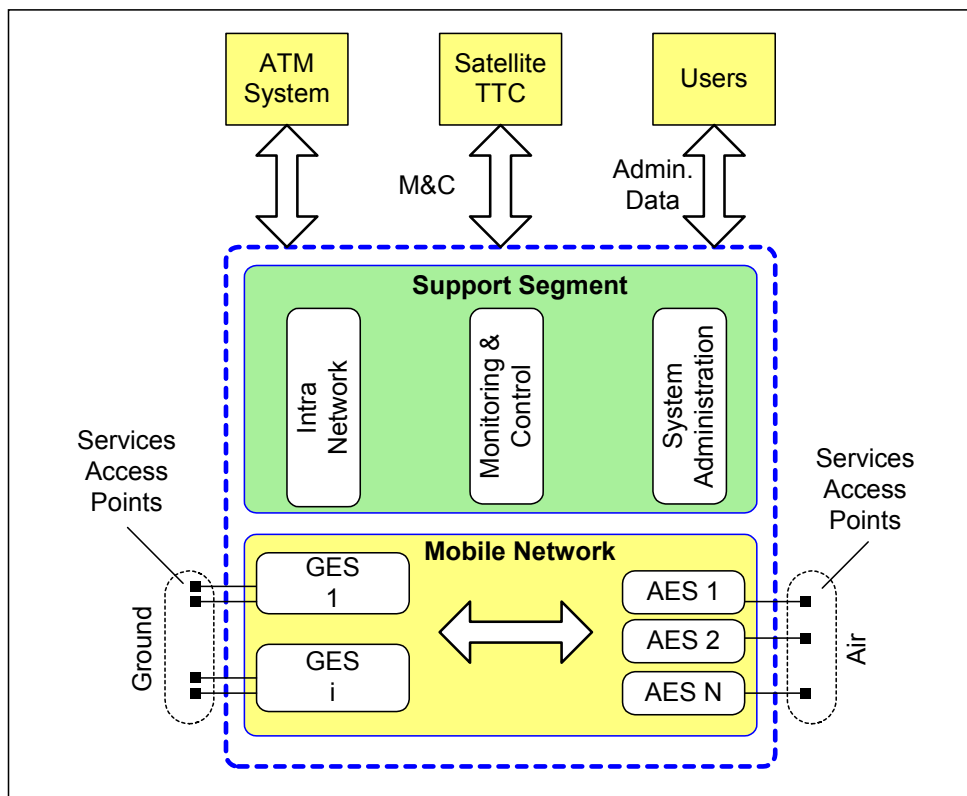 ATM
System
Satellite
TTC
Users
M&C
Admin.
Data
Support Segment
Intra
Network
Monitoring &
Control
System
Administration
Services
Access
Points
Services
Access
Points
Mobile Network
GES
1
GES
i
AES 1
AES 2
AES N
Ground
Air